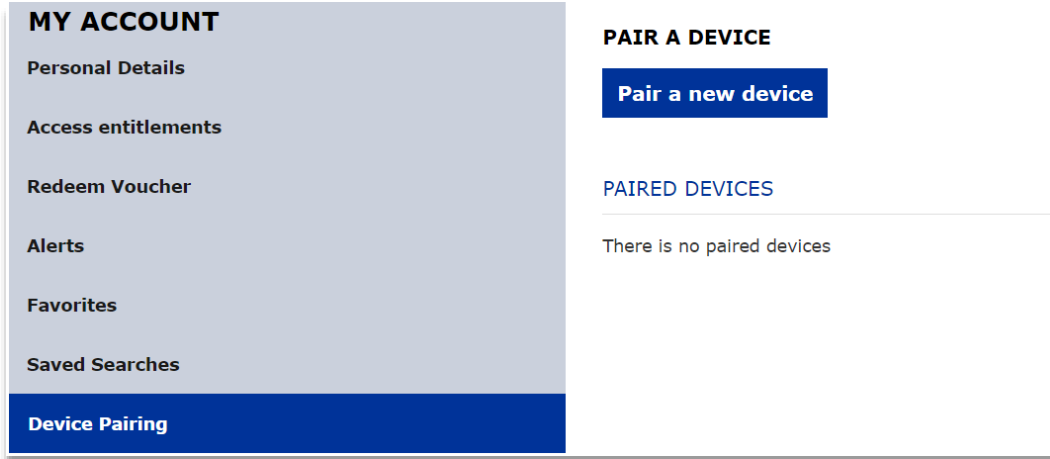 MY ACCOUNT
Personal Details
Access entitlements
Redeem Voucher
Alerts
Favorites
Saved Searches
Device Pairing
PAIR A DEVICE
Pair a new device
PAIRED DEVICES
There is no paired devices